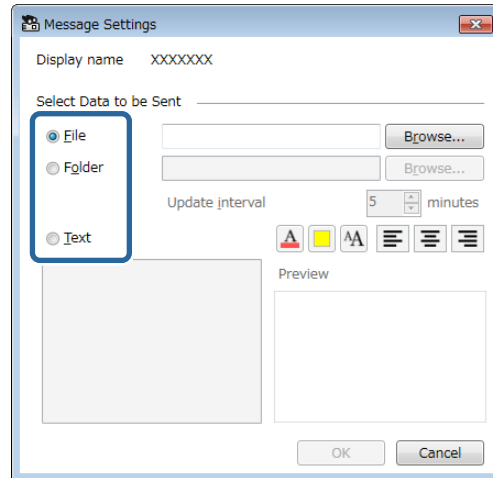 Message Settings
Display name XXXXXXX
Select Data to be Sent
File Browse...
Folder Browse...
Update interval 5 minutes
Text A AA
Preview
OK Cancel